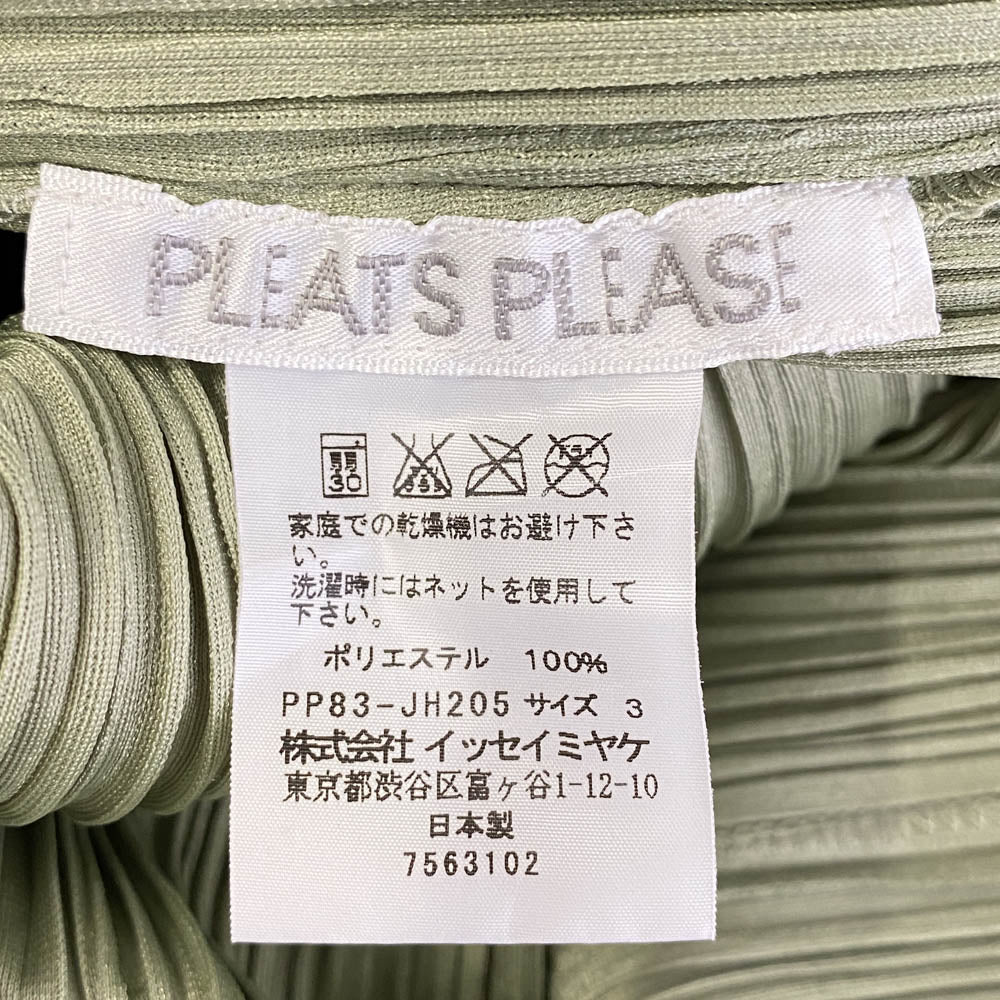 PLEATS PLEASE
弱
30
家庭での乾燥機はお避け下さ
い。
洗濯時にはネットを使用して
下さい。
ポリエステル 100%
PP83-JH205 サイズ 3
株式会社 イッセイミヤケ
東京都渋谷区富ヶ谷1-12-10
日本製
7563102